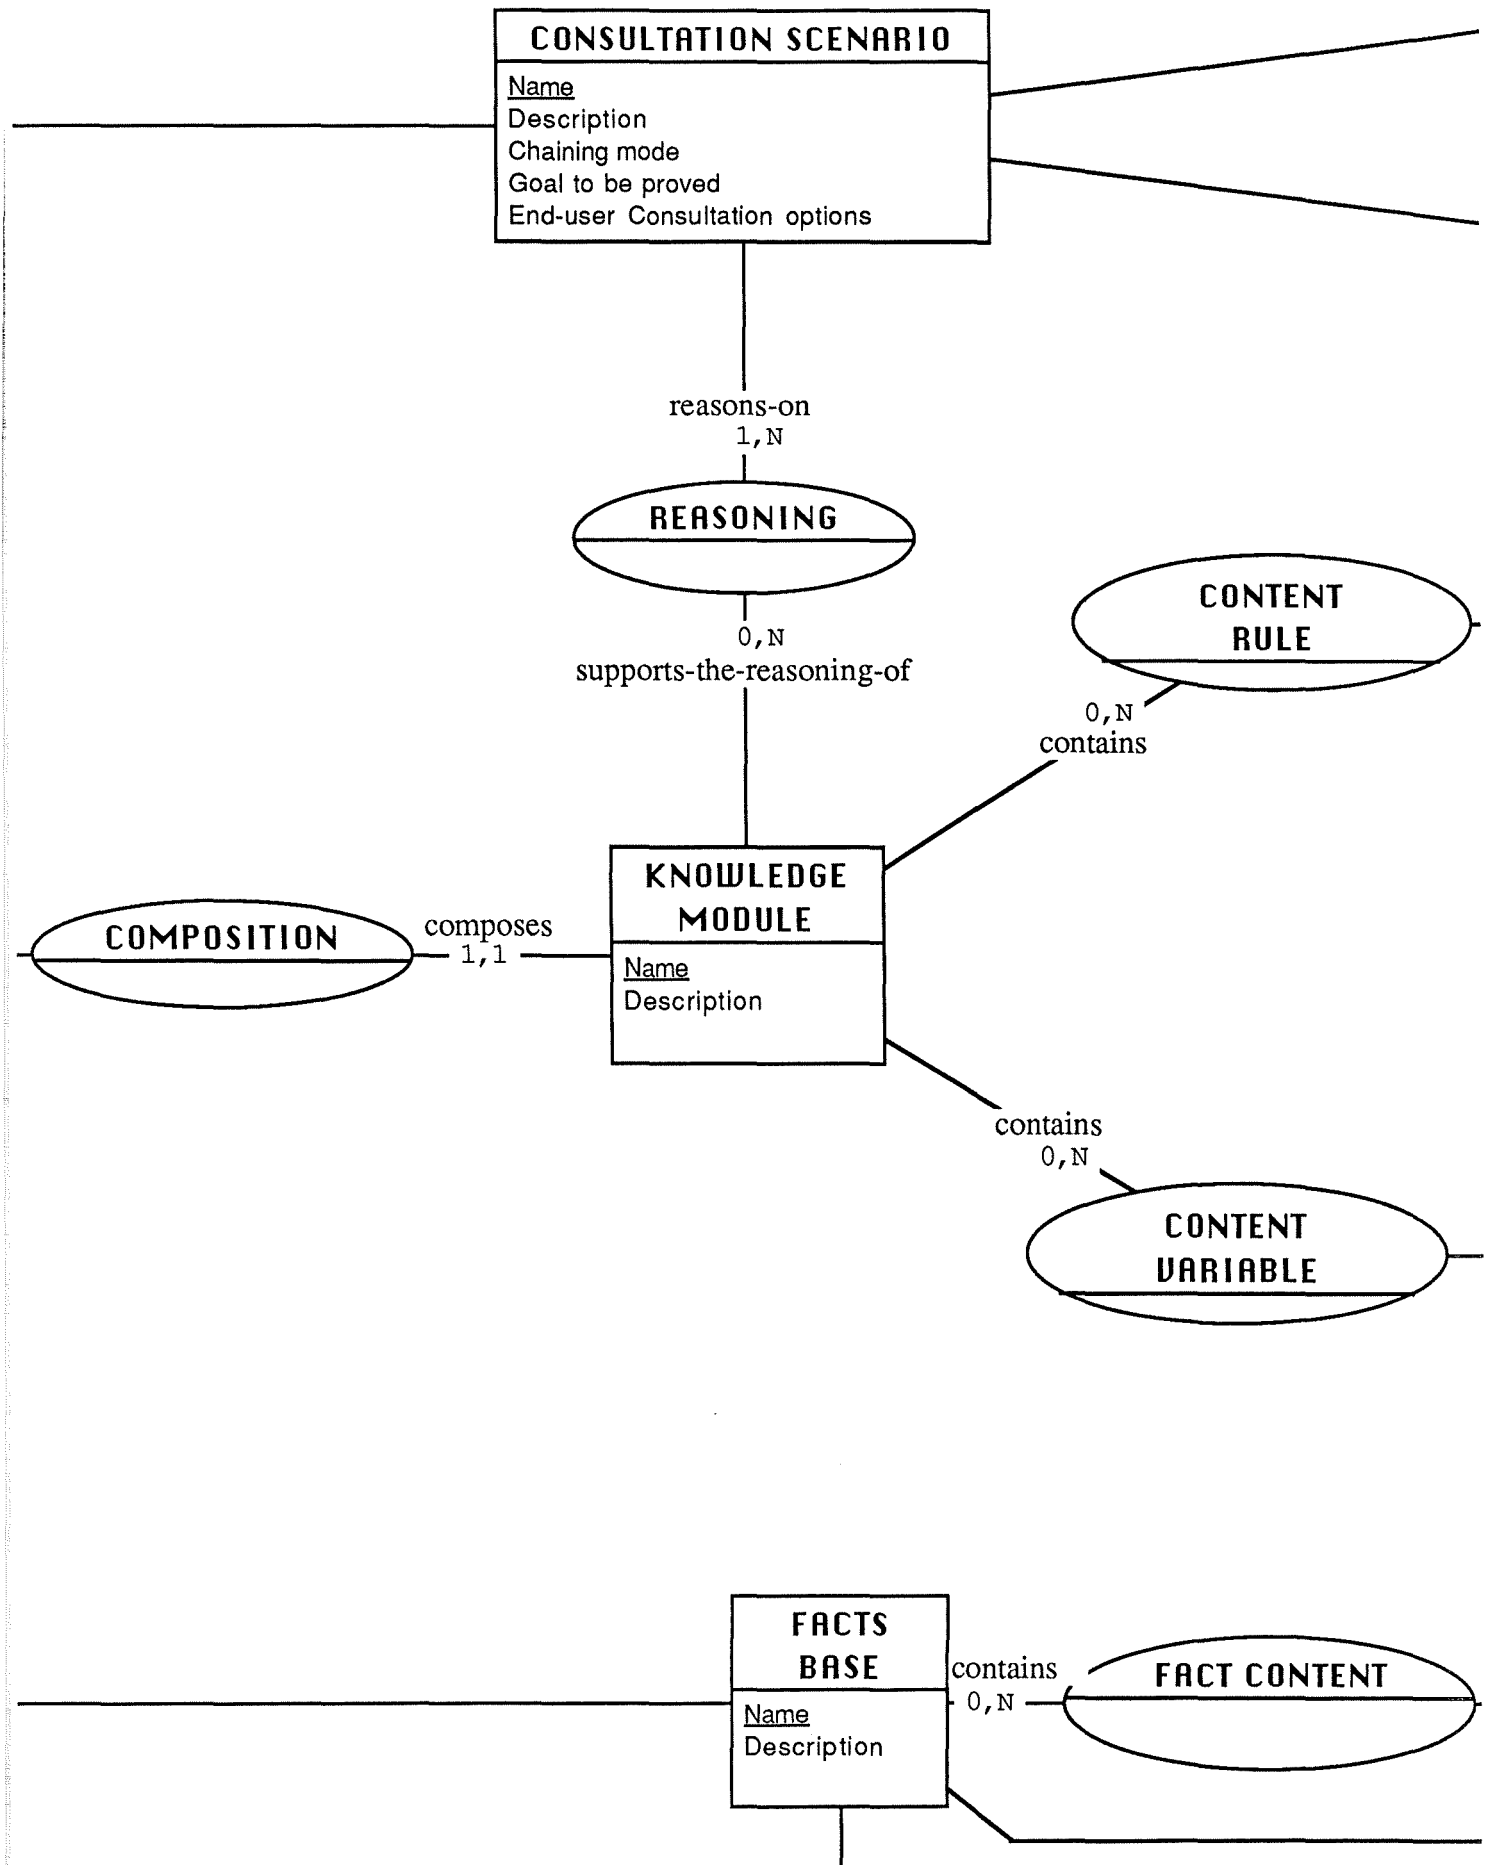 CONSULTATION SCENARIO
Name
Description
Chaining mode
Goal to be proved
End-user Consultation options
reasons-on
1,N
REASONING
0,N
supports-the-reasoning-of
CONTENT
RULE
0,N
contains
KNOWLEDGE
MODULE
Name
Description
COMPOSITION
composes
1,1
contains
0,N
CONTENT
VARIABLE
FACTS
BASE
Name
Description
contains
0,N
FACT CONTENT